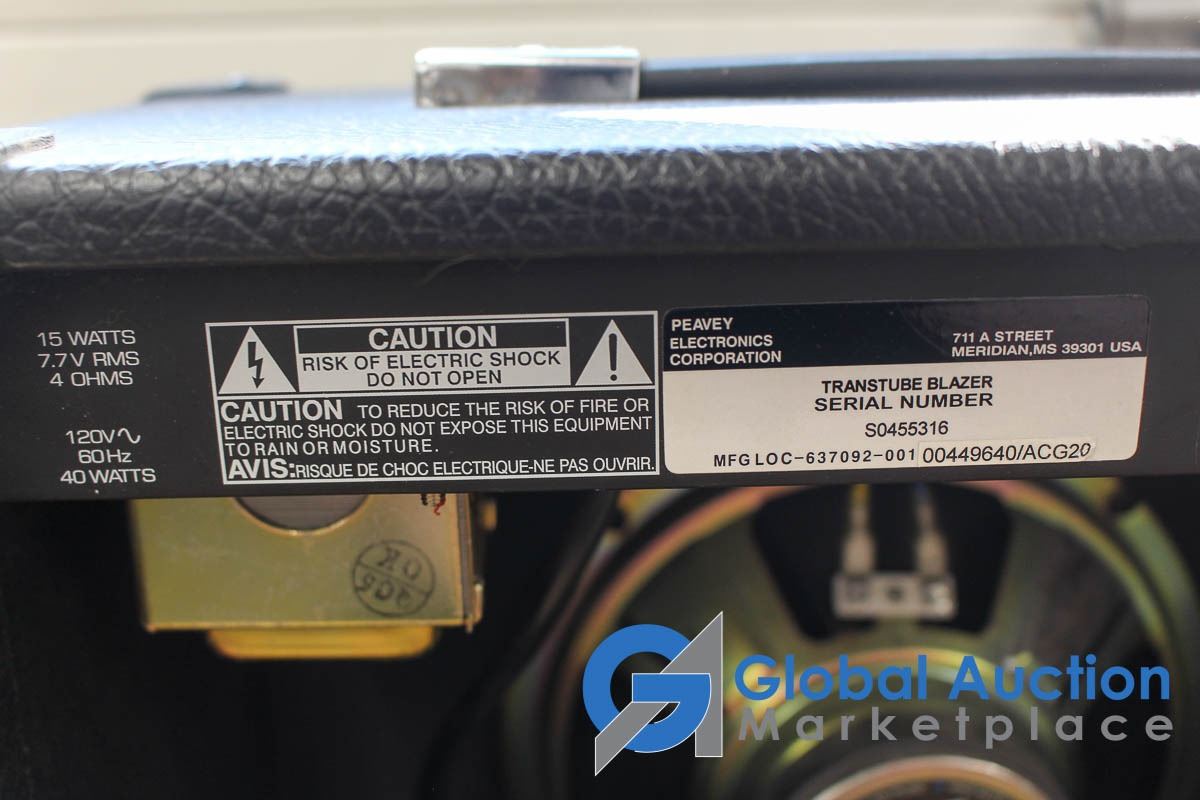 15 WATTS
7.7V RMS
4 OHMS
120V∿
60Hz
40WATTS
CAUTION
RISK OF ELECTRIC SHOCK
DO NOT OPEN
CAUTION TO REDUCE THE RISK OF FIRE OR
ELECTRIC SHOCK DO NOT EXPOSE THIS EQUIPMENT
TO RAIN OR MOISTURE.
AVIS:RISQUE DE CHOC ELECTRIQUE-NE PAS OUVRIR.
PEAVEY
ELECTRONICS
CORPORATION
711 A STREET
MERIDIAN,MS 39301 USA
TRANSTUBE BLAZER
SERIAL NUMBER
S0455316
MFG LOC-637092-001 00449640/ACG20
OK
GA
Global Auction
Marketplace